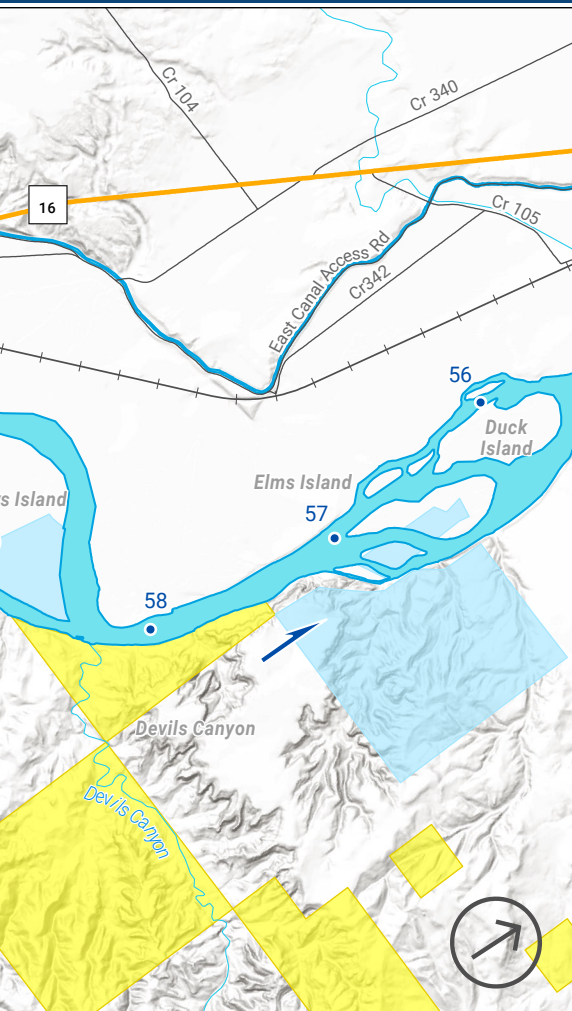 Cr 104
Cr 340
16
Cr 105
East Canal Access Rd
Cr342
56
Duck
Island
Elms Island
s Island
57
58
Devils Canyon
Devils Canyon